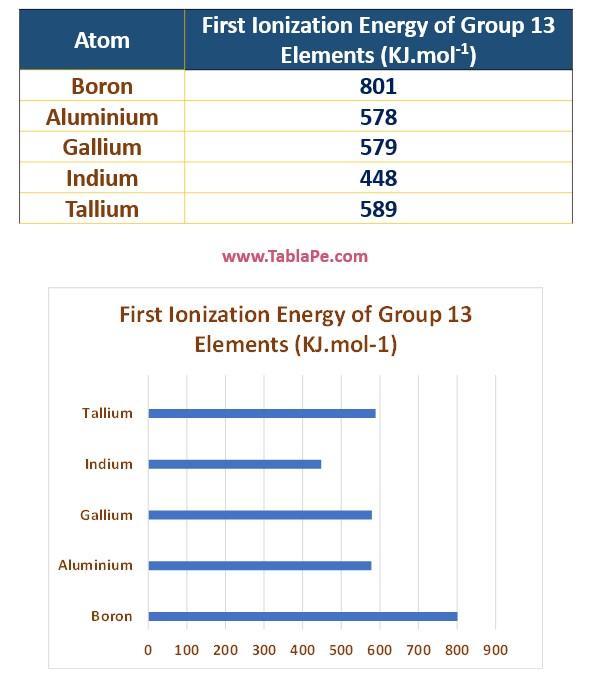 Atom
First Ionization Energy of Group 13
Elements (KJ.mol-1)
Boron 801
Aluminium 578
Gallium 579
Indium 448
Tallium 589
www.TablaPe.com
First Ionization Energy of Group 13
Elements (KJ.mol-1)
Tallium
Indium
Gallium
Aluminium
Boron
0 100 200 300 400 500 600 700 800 900